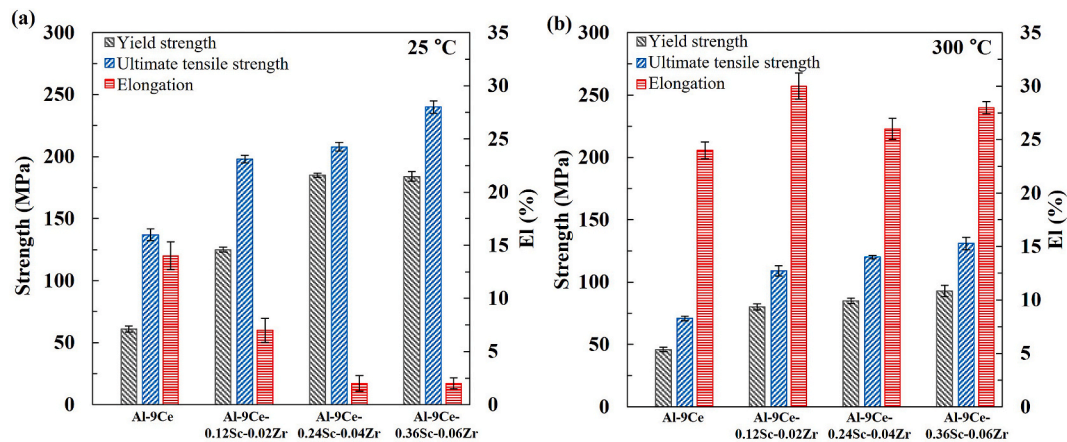 (a)
25 °C
Yield strength
Ultimate tensile strength
Elongation
Strength (MPa)
300
250
200
150
100
50
0
El (%)
35
30
25
20
15
10
5
0
Al-9Ce
Al-9Ce-
0.12Sc-0.02Zr
Al-9Ce-
0.24Sc-0.04Zr
Al-9Ce-
0.36Sc-0.06Zr
(b)
300 °C
Yield strength
Ultimate tensile strength
Elongation
Strength (MPa)
300
250
200
150
100
50
0
El (%)
35
30
25
20
15
10
5
0
Al-9Ce
Al-9Ce-
0.12Sc-0.02Zr
Al-9Ce-
0.24Sc-0.04Zr
Al-9Ce-
0.36Sc-0.06Zr